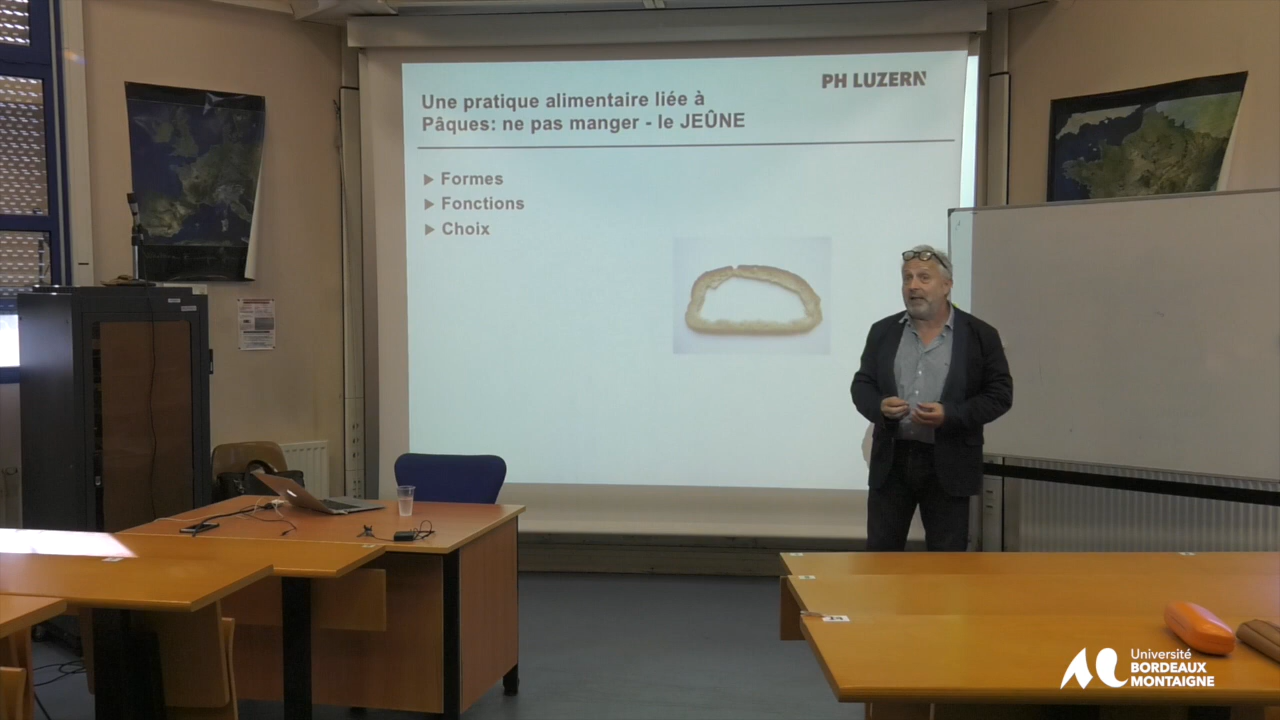 PH LUZERN
Une pratique alimentaire liée à
Pâques: ne pas manger - le JEÛNE
Formes
Fonctions
Choix
Université
BORDEAUX
MONTAIGNE